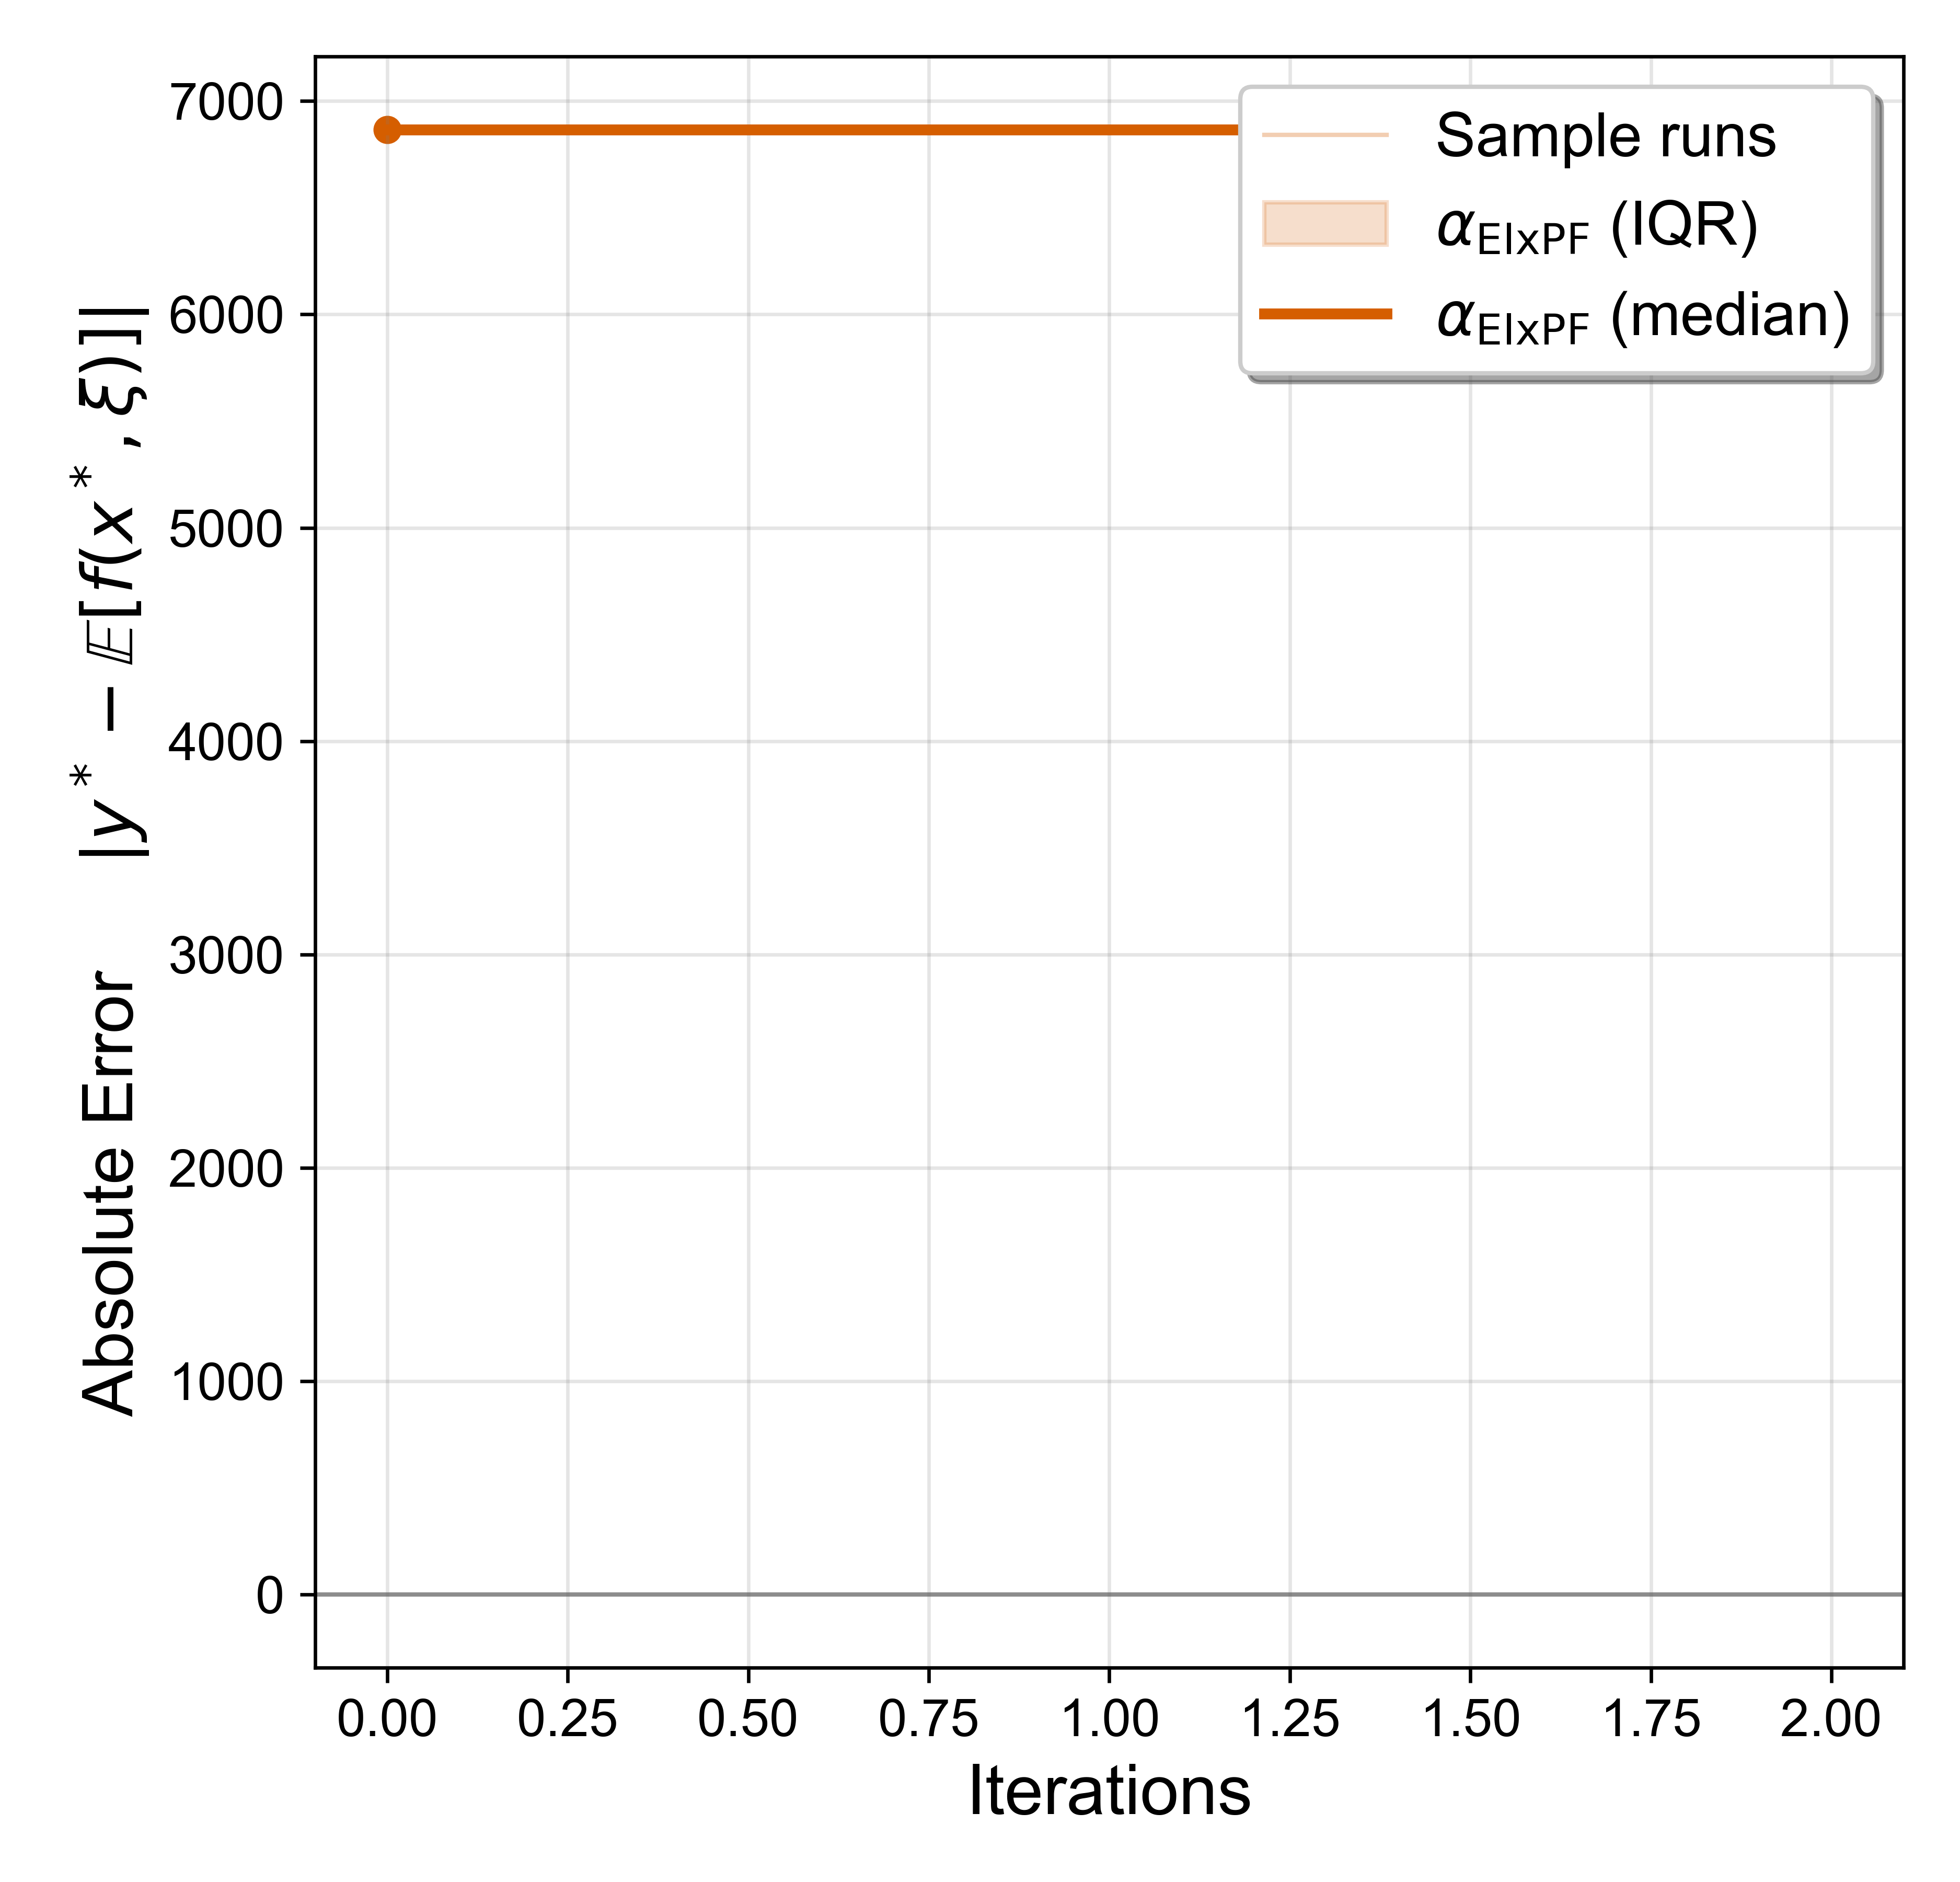 Absolute Error |y* − 𝔼[f(x*, ξ)]|
7000
6000
5000
4000
3000
2000
1000
0
Sample runs
α_EIxPF (IQR)
α_EIxPF (median)
0.00 0.25 0.50 0.75 1.00 1.25 1.50 1.75 2.00
Iterations